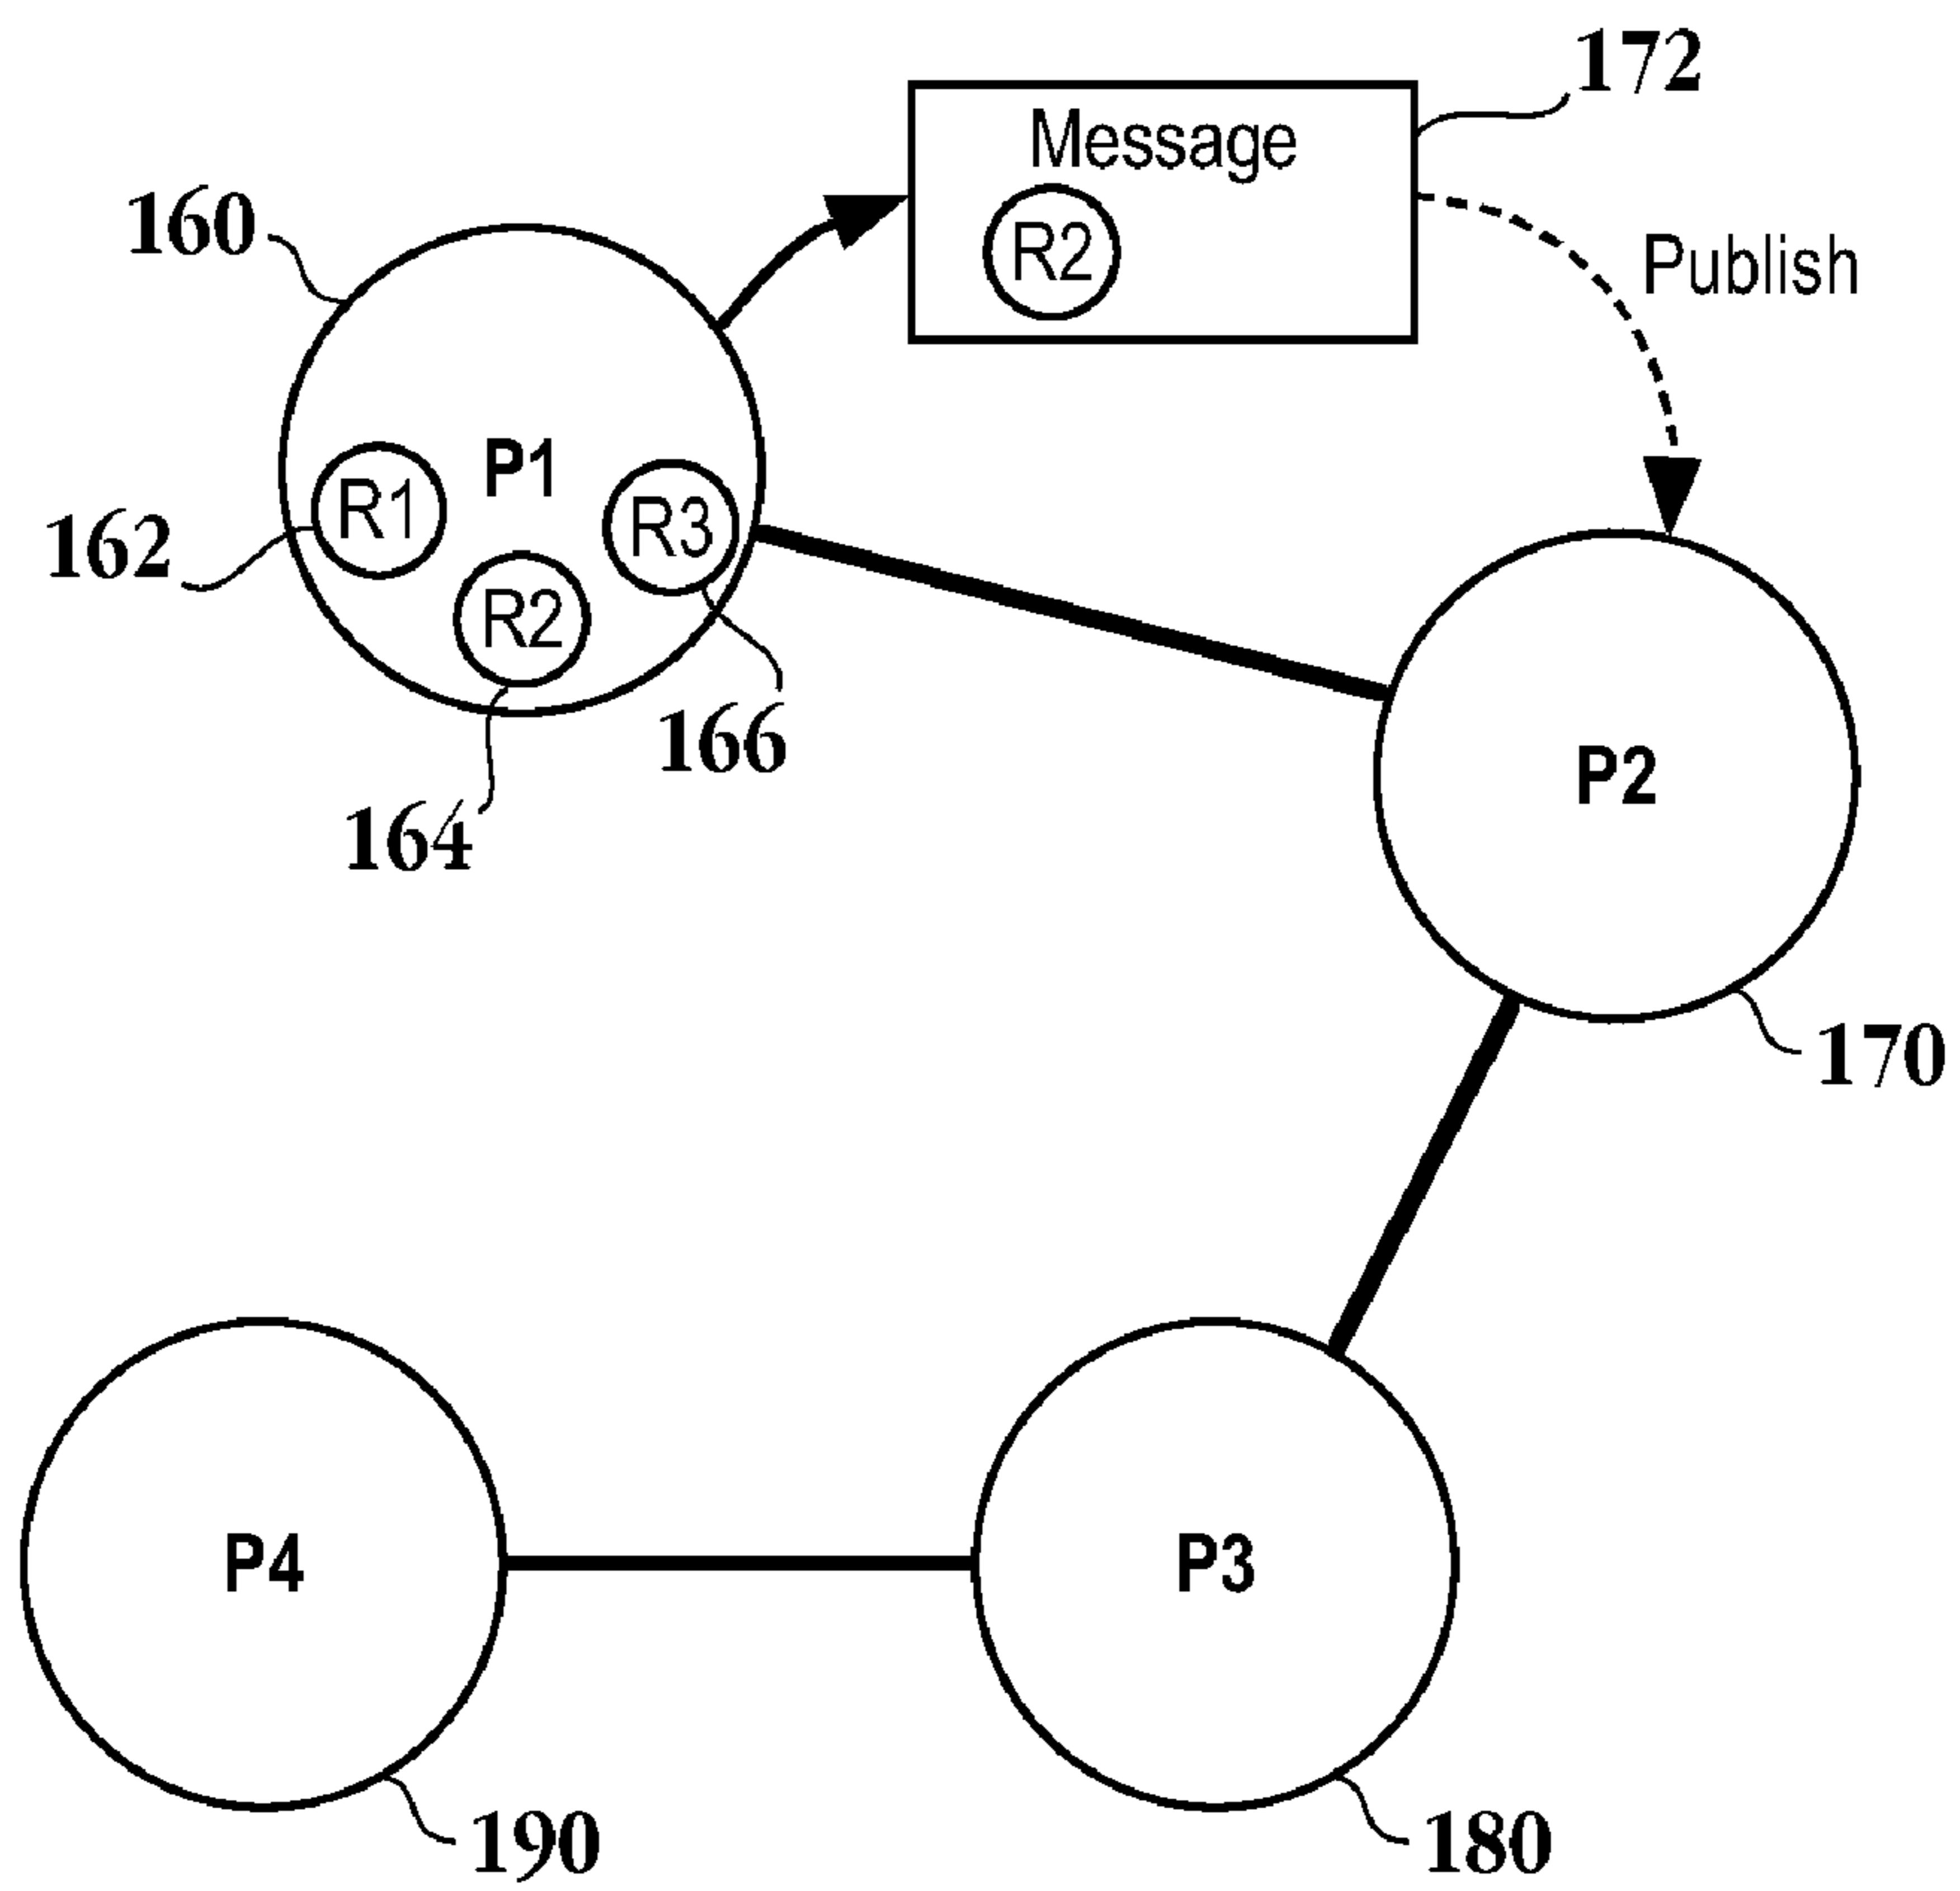 172
Message
160
R2
Publish
P1
R1
R3
162
R2
166
P2
164
170
P4
P3
190
180